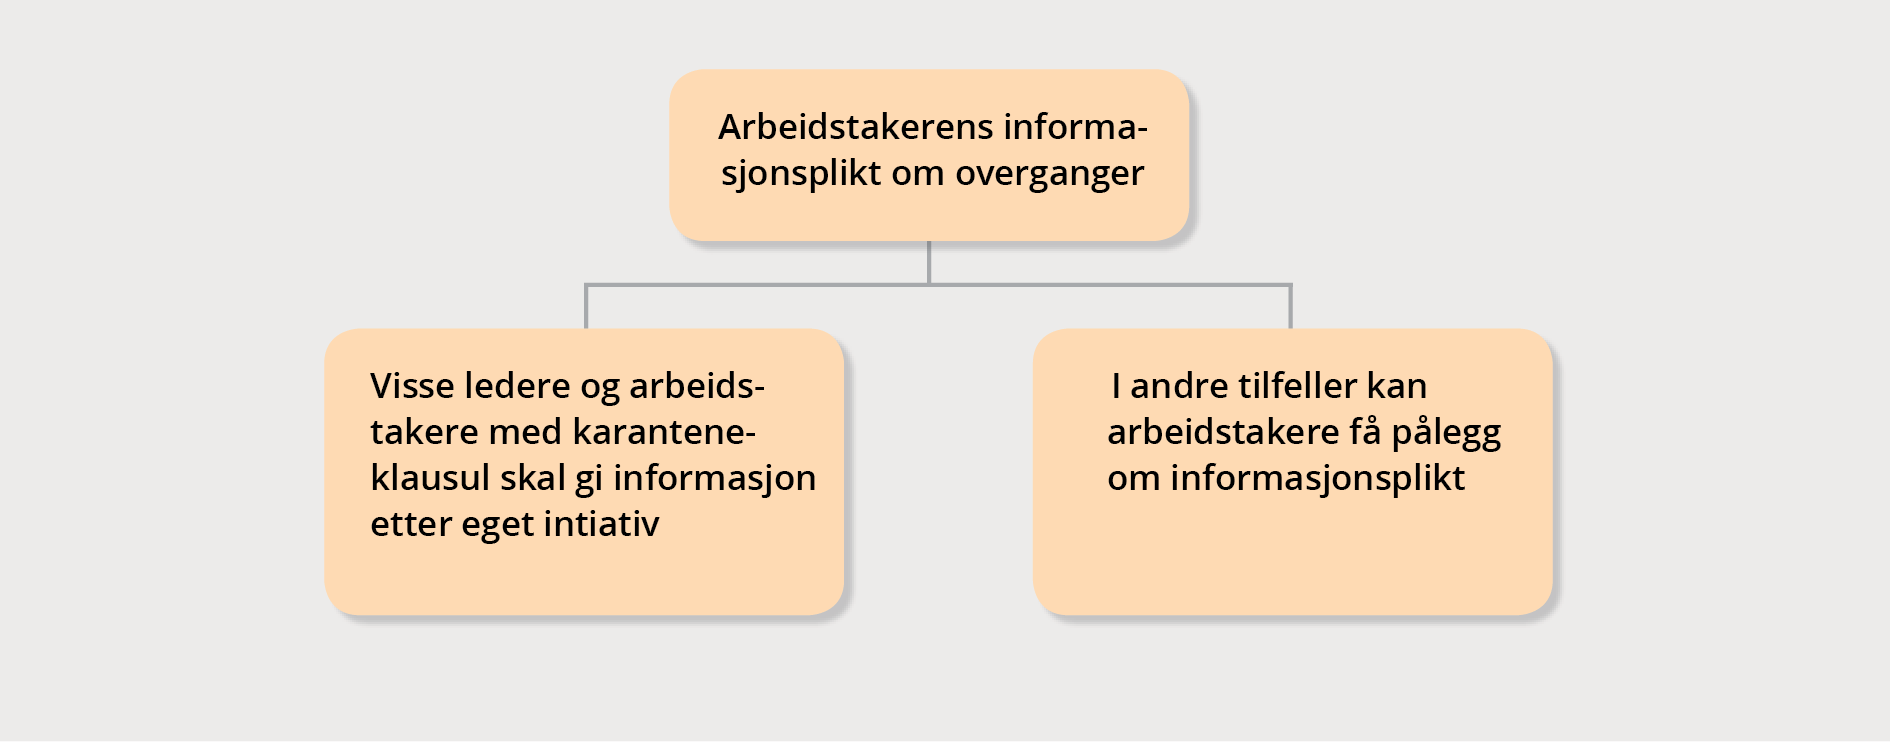 Arbeidstakerens informa-
sjonsplikt om overganger
Visse ledere og arbeids-
takere med karantene-
klausul skal gi informasjon
etter eget intiativ
I andre tilfeller kan
arbeidstakere få pålegg
om informasjonsplikt